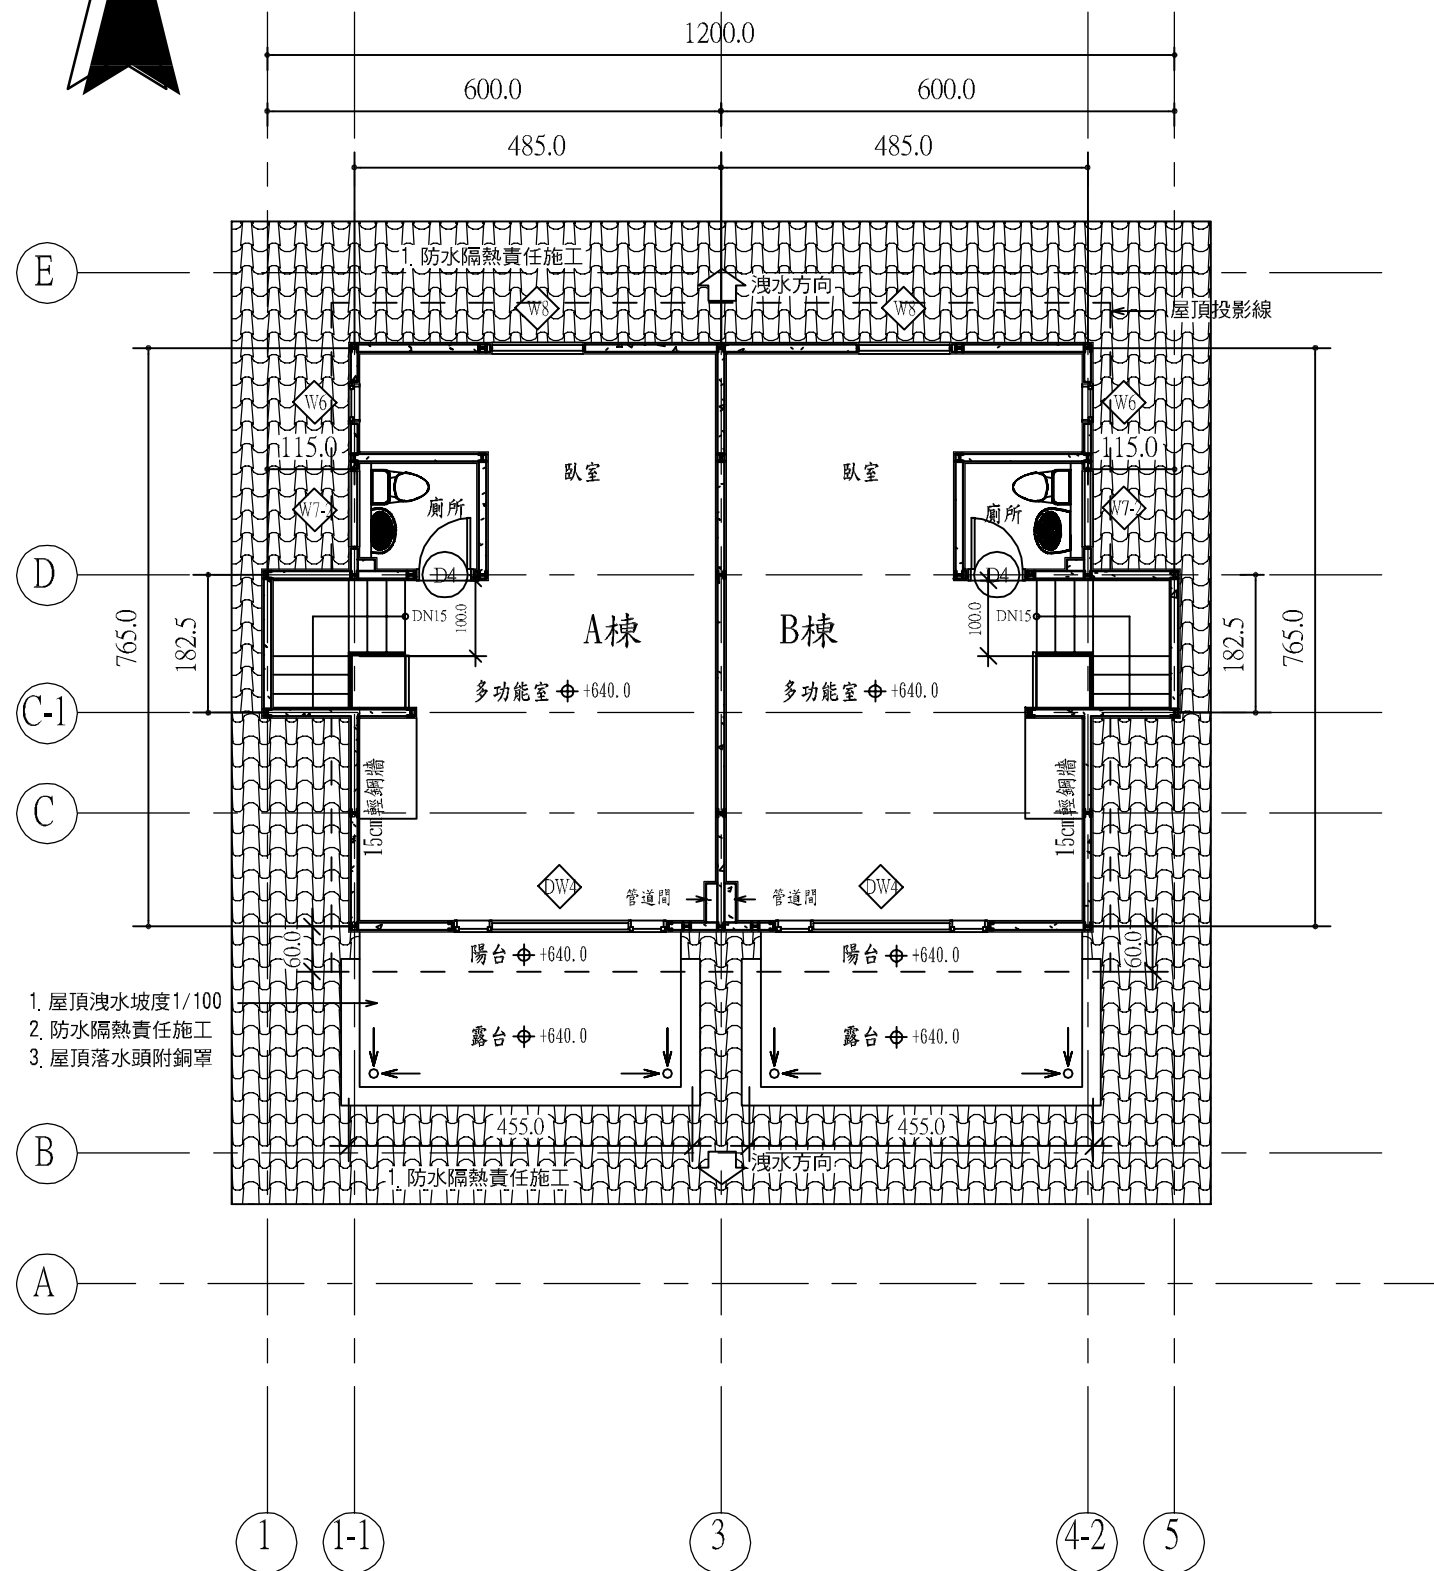 1200.0
600.0
600.0
485.0
485.0
E
1. 防水隔熱責任施工
洩水方向
W8
W8
屋頂投影線
W6
W6
115.0
115.0
臥室
臥室
廁所
廁所
D
D4
D4
DN15
DN15
100.0
100.0
A棟
B棟
765.0
182.5
182.5
765.0
多功能室 +640.0
多功能室 +640.0
C-1
15cm輕鋼牆
15cm輕鋼牆
C
DW4
DW4
管道間
管道間
60.0
60.0
陽台 +640.0
陽台 +640.0
1. 屋頂洩水坡度1/100
2. 防水隔熱責任施工
3. 屋頂落水頭附銅罩
露台 +640.0
露台 +640.0
455.0
455.0
B
洩水方向
1. 防水隔熱責任施工
A
1
1-1
3
4-2
5